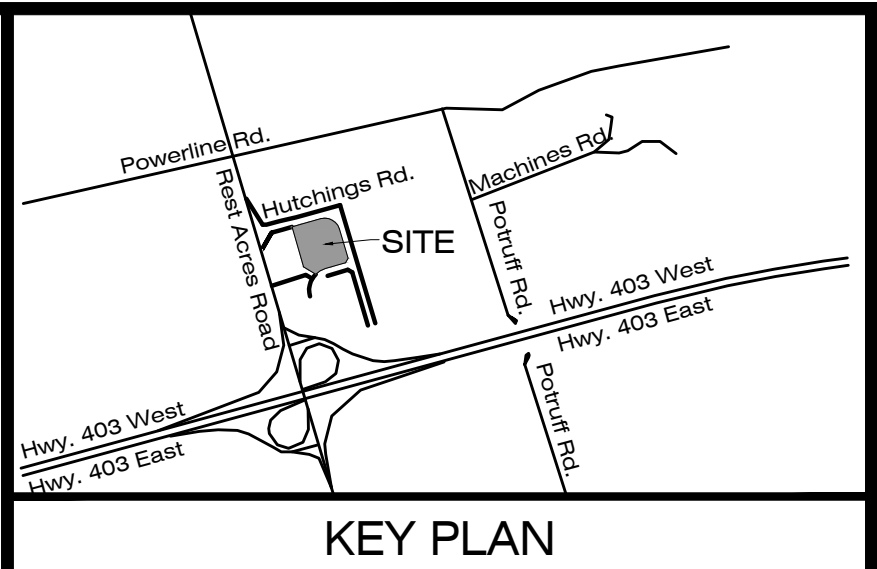 Powerline Rd.
Hutchings Rd.
Machines Rd.
Rest Acres Road
SITE
Potruff Rd.
Hwy. 403 West
Hwy. 403 East
Potruff Rd.
Hwy. 403 West
Hwy. 403 East
KEY PLAN